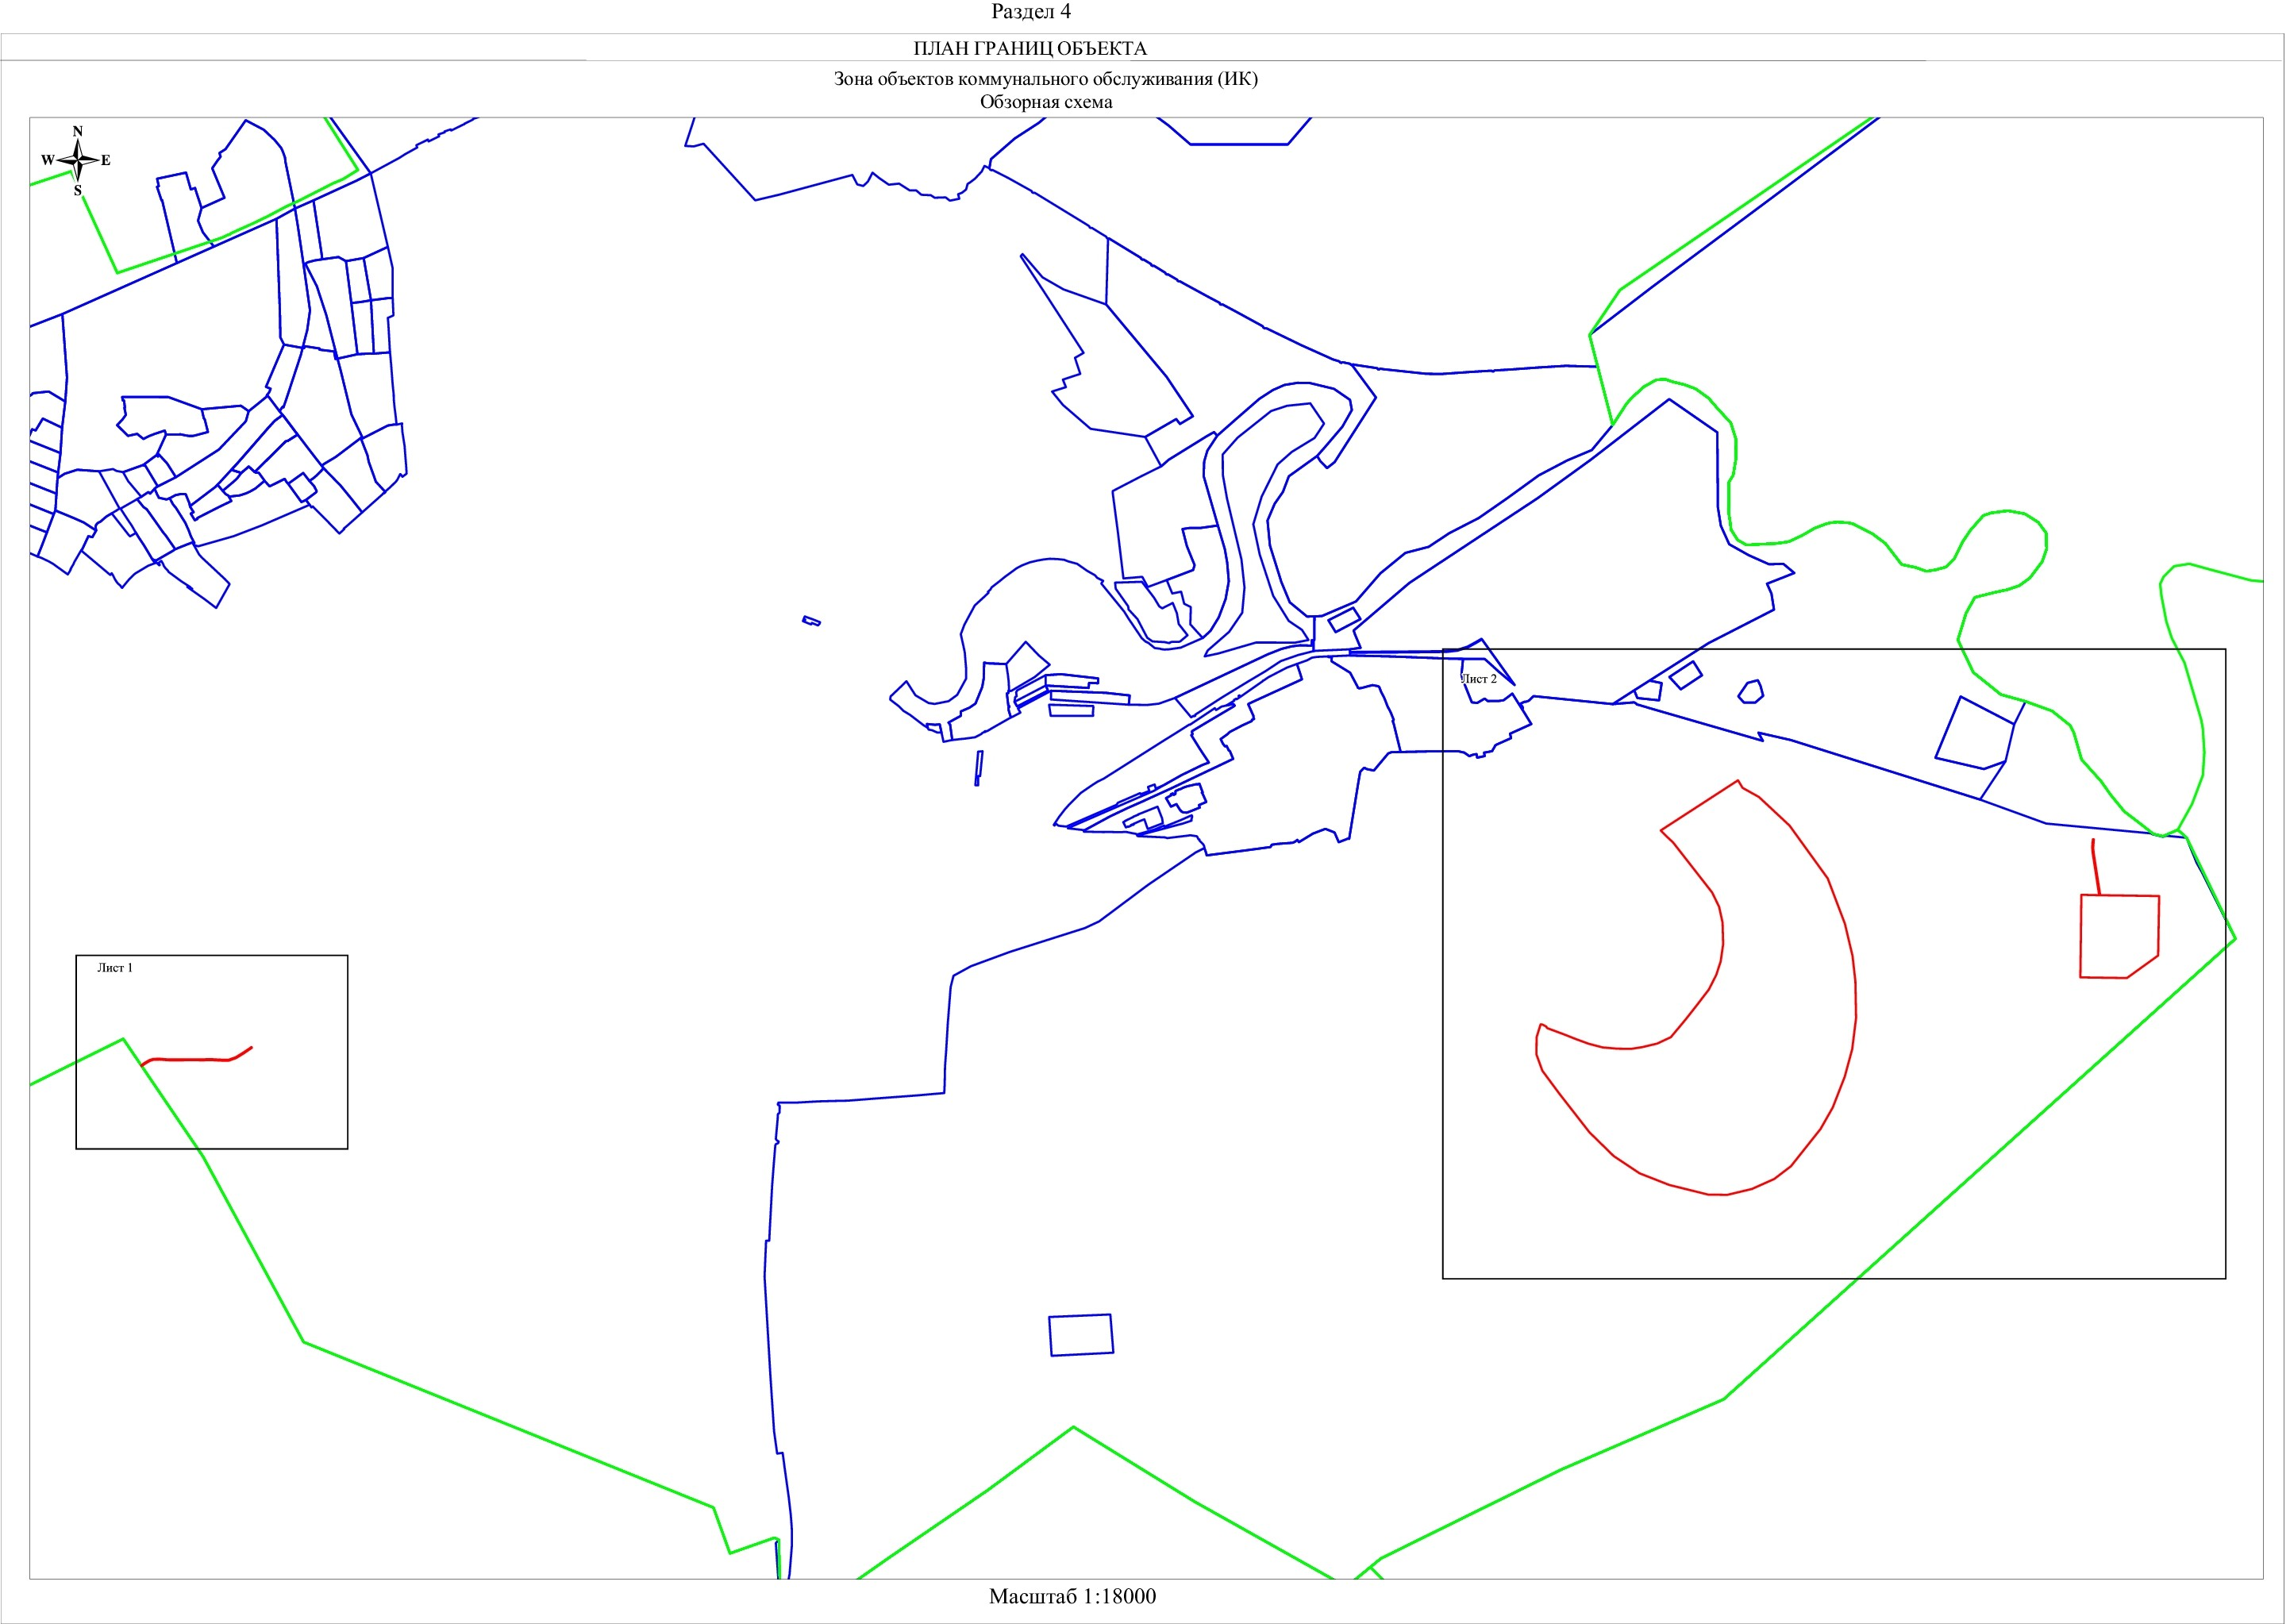 Раздел 4
ПЛАН ГРАНИЦ ОБЪЕКТА
Зона объектов коммунального обслуживания (ИК)
Обзорная схема
N
W E
S
Лист 2
Лист 1
Масштаб 1:18000